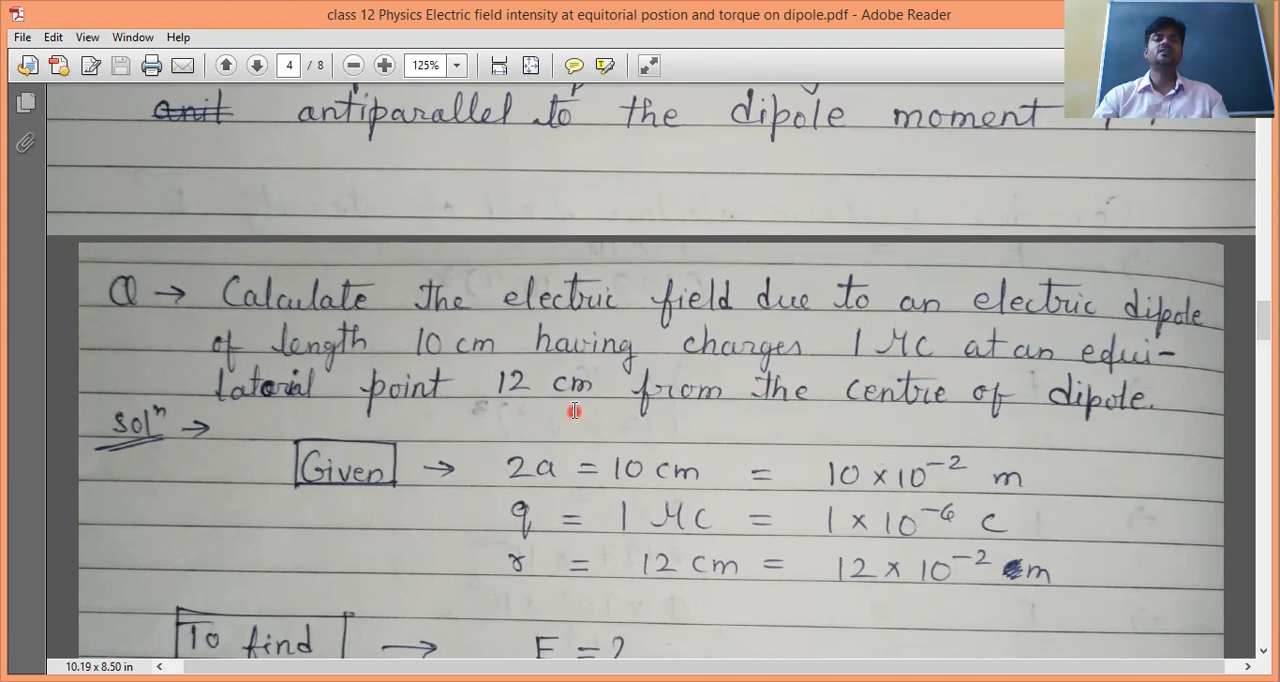 class 12 Physics Electric field intensity at equitorial postion and torque on dipole.pdf - Adobe Reader
File Edit View Window Help
4 / 8 125%
antiparallel to the dipole moment
Q → Calculate the electric field due to an electric dipole
of length 10 cm having charges 1 μC at an equi-
latorial point 12 cm from the centre of dipole.
Solⁿ →
Given → 2a = 10 cm = 10 × 10⁻² m
q = 1 μC = 1 × 10⁻⁶ C
r = 12 cm = 12 × 10⁻² m
To find → E = ?
10.19 x 8.50 in